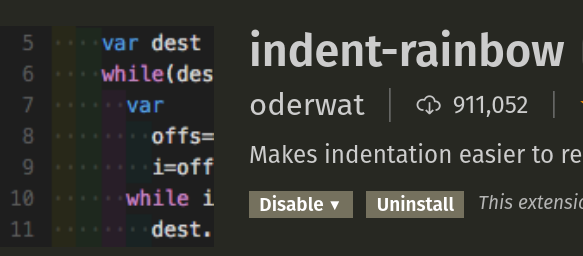 5 var dest
6 while(des
7 var
8 offs=
9 i=off
10 while i
11 dest.
indent-rainbow
oderwat 911,052
Makes indentation easier to re
Disable ▼ Uninstall This extensio